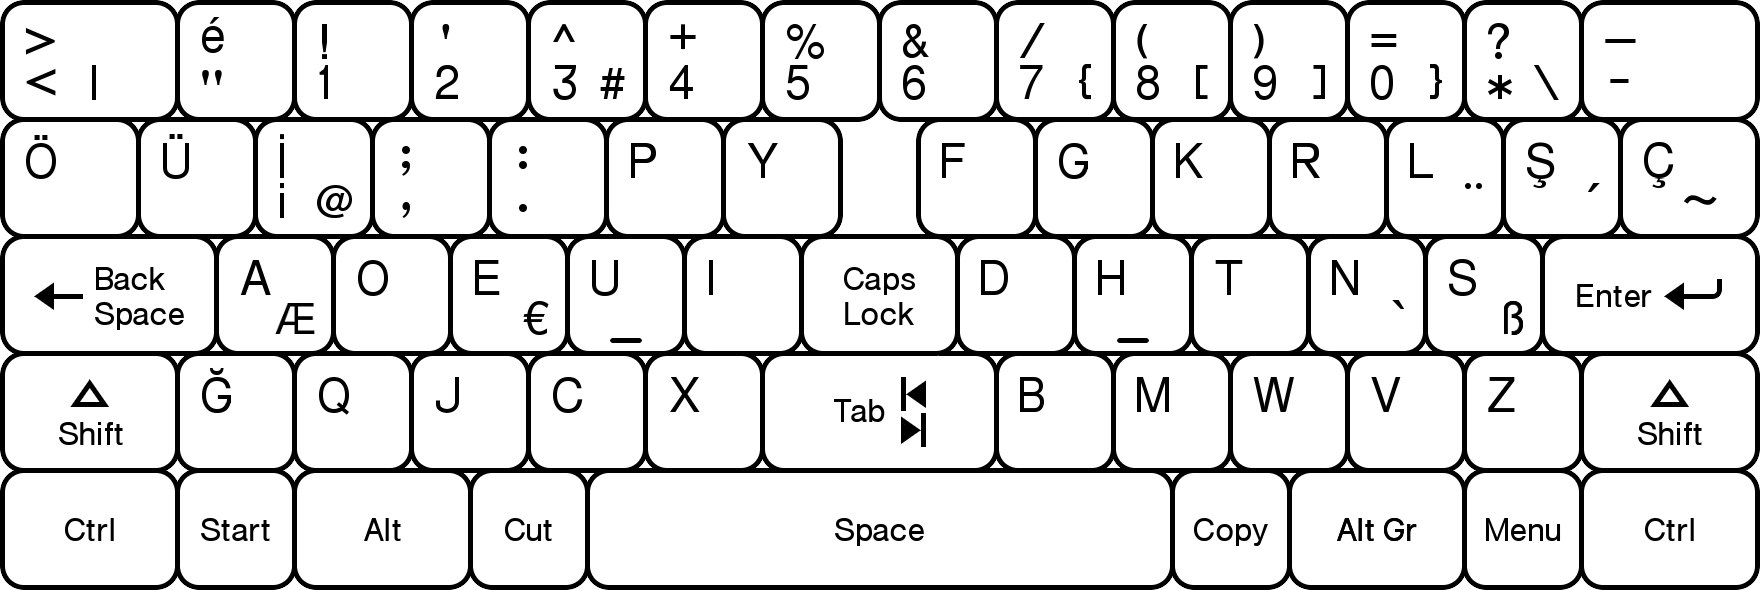 > é ! ' ^ + % & / ( ) = ? —
< | " 1 2 3 # 4 5 6 7 { 8 [ 9 ] 0 } * \ -
Ö Ü İ ; : P Y F G K R L ¨ Ş ´ Ç ~
i @ , .
← Back Space A Æ O E € U _ I Caps Lock D H _ T N ` S ß Enter
Shift Ğ Q J C X Tab B M W V Z Shift
Ctrl Start Alt Cut Space Copy Alt Gr Menu Ctrl